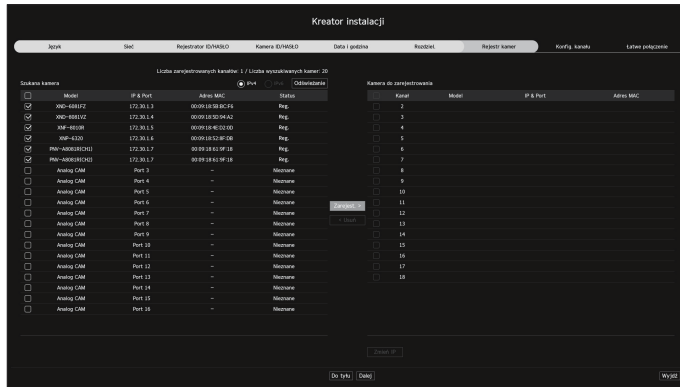 Kreator instalacji
Język Sieć Rejestrator ID/HASŁO Kamera ID/HASŁO Data i godzina Rozdziel. Rejestr kamer Konfig. kanału Łatwe połączenie
Liczba zarejestrowanych kanałów: 1 / Liczba wyszukiwanych kamer: 20
Szukana kamera IPv4 IPv6 Odświeżanie Kamera do zarejestrowania
Model IP & Port Adres MAC Status Kanał Model IP & Port Adres MAC
XND-6081FZ 172.30.1.3 00:09:18:5B:BC:F6 Reg. 2
XND-8081VZ 172.30.1.4 00:09:18:5D:94:A2 Reg. 3
XNF-8010R 172.30.1.5 00:09:18:4E:D2:0D Reg. 4
XNP-6320 172.30.1.6 00:09:18:52:8F:DB Reg. 5
PNV-A8081R[CH1] 172.30.1.7 00:09:18:61:9F:18 Reg. 6
PNV-A8081R[CH2] 172.30.1.7 00:09:18:61:9F:18 Reg. 7
Analog CAM Port 3 – Nieznane 8
Analog CAM Port 4 – Nieznane 9
Analog CAM Port 5 – Nieznane 10
Analog CAM Port 6 – Nieznane 11
Zarejest. >
Analog CAM Port 7 – Nieznane 12
Analog CAM Port 8 – Nieznane 13
< Usuń
Analog CAM Port 9 – Nieznane 14
Analog CAM Port 10 – Nieznane 15
Analog CAM Port 11 – Nieznane 16
Analog CAM Port 12 – Nieznane 17
Analog CAM Port 13 – Nieznane 18
Analog CAM Port 14 – Nieznane
Analog CAM Port 15 – Nieznane
Analog CAM Port 16 – Nieznane
Zmień IP
Do tyłu Dalej Wyjdź